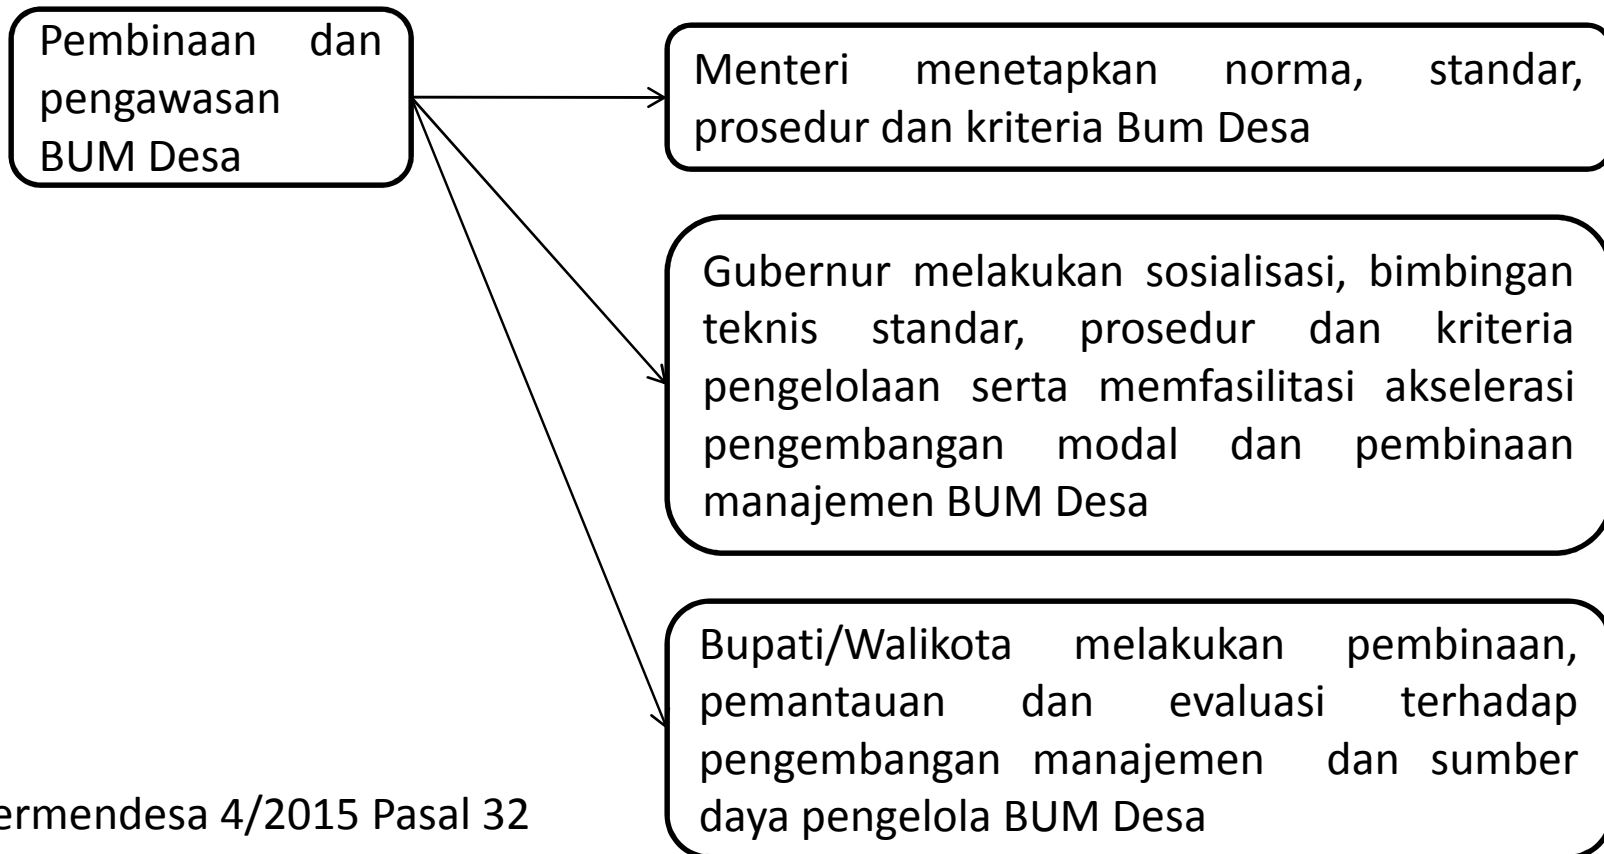 Pembinaan dan
pengawasan
BUM Desa
Menteri menetapkan norma, standar,
prosedur dan kriteria Bum Desa
Gubernur melakukan sosialisasi, bimbingan
teknis standar, prosedur dan kriteria
pengelolaan serta memfasilitasi akselerasi
pengembangan modal dan pembinaan
manajemen BUM Desa
Bupati/Walikota melakukan pembinaan,
pemantauan dan evaluasi terhadap
pengembangan manajemen dan sumber
daya pengelola BUM Desa
ermendesa 4/2015 Pasal 32